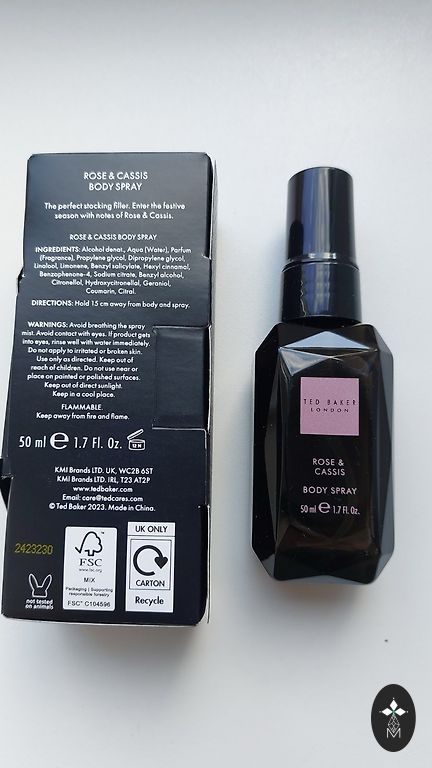 ROSE & CASSIS
BODY SPRAY
The perfect stocking filler. Enter the festive
season with notes of Rose & Cassis.
ROSE & CASSIS BODY SPRAY
INGREDIENTS: Alcohol denat., Aqua (Water), Parfum
(Fragrance), Propylene glycol, Dipropylene glycol,
Linalool, Limonene, Benzyl salicylate, Hexyl cinnamal,
Benzophenone-4, Sodium citrate, Benzyl alcohol,
Citronellol, Hydroxycitronellal, Geraniol,
Coumarin, Citral.
DIRECTIONS: Hold 15 cm away from body and spray.
WARNINGS: Avoid breathing the spray
mist. Avoid contact with eyes. If product gets
into eyes, rinse well with water immediately.
Do not apply to irritated or broken skin.
Use only as directed. Keep out of
reach of children. Do not use near or
place on painted or polished surfaces.
Keep out of direct sunlight.
Keep in a cool place.
FLAMMABLE.
Keep away from fire and flame.
50 ml e 1.7 Fl. Oz. 12 M
KMI Brands LTD. UK, WC2B 6ST
KMI Brands LTD. IRL, T23 AT2P
www.tedbaker.com
Email: care@tedcares.com
© Ted Baker 2023. Made in China.
2423230
not tested
on animals
FSC
www.fsc.org
MIX
Packaging | Supporting
responsible forestry
FSC® C104596
UK ONLY
CARTON
Recycle
TED BAKER
LONDON
ROSE &
CASSIS
BODY SPRAY
50 ml e 1.7 Fl. Oz.
M